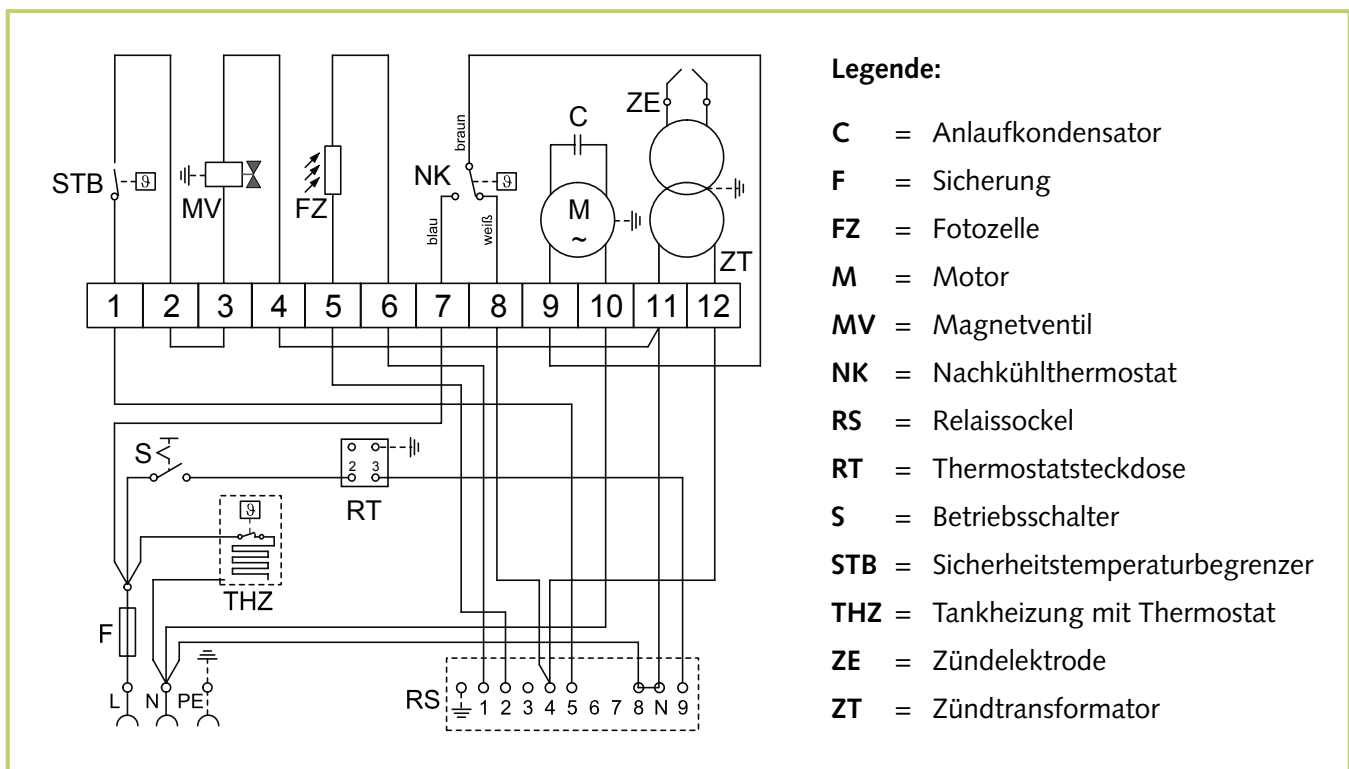 Legende:
C = Anlaufkondensator
F = Sicherung
FZ = Fotozelle
M = Motor
MV = Magnetventil
NK = Nachkühlthermostat
RS = Relaissockel
RT = Thermostatsteckdose
S = Betriebsschalter
STB = Sicherheitstemperaturbegrenzer
THZ = Tankheizung mit Thermostat
ZE = Zündelektrode
ZT = Zündtransformator
STB
ϑ
MV
FZ
NK
braun
blau
weiß
ϑ
C
M
~
ZE
ZT
1 2 3 4 5 6 7 8 9 10 11 12
S
2 3
RT
ϑ
THZ
F
L N PE
RS
1 2 3 4 5 6 7 8 N 9